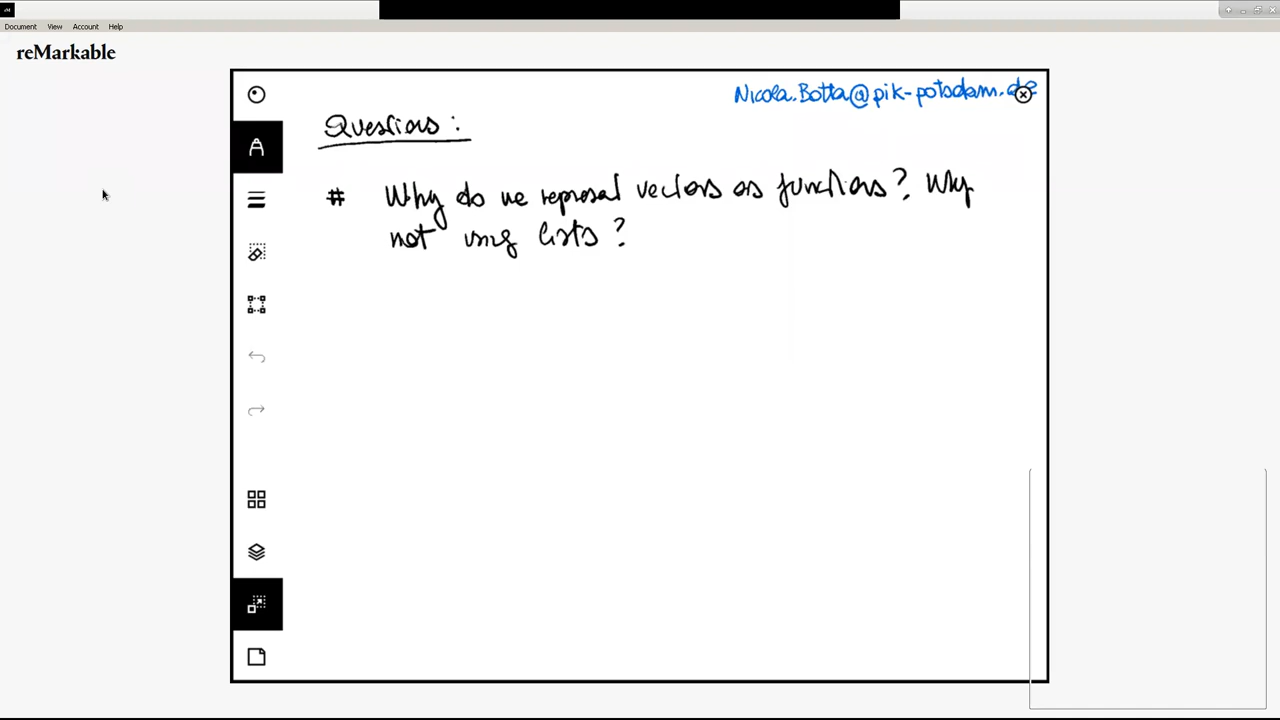 Document View Account Help
reMarkable
Nicola.Botta@pik-potsdam.de
Questions:
# Why do we represent vectors as functions? Why
not using lists?